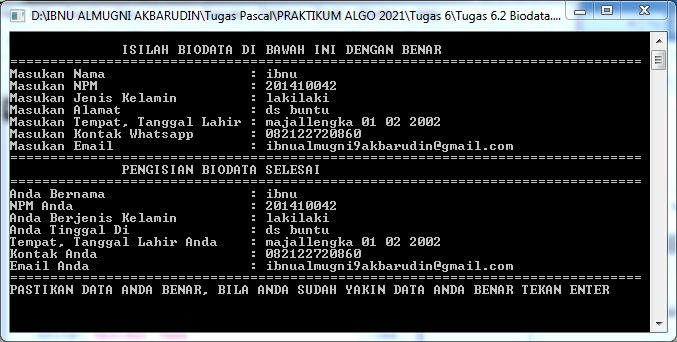 D:\IBNU ALMUGNI AKBARUDIN\Tugas Pascal\PRAKTIKUM ALGO 2021\Tugas 6\Tugas 6.2 Biodata....
ISILAH BIODATA DI BAWAH INI DENGAN BENAR
===============================================================================
Masukan Nama : ibnu
Masukan NPM : 201410042
Masukan Jenis Kelamin : lakilaki
Masukan Alamat : ds buntu
Masukan Tempat, Tanggal Lahir : majallengka 01 02 2002
Masukan Kontak Whatsapp : 082122720860
Masukan Email : ibnualmugni9akbarudin@gmail.com
===============================================================================
PENGISIAN BIODATA SELESAI
===============================================================================
Anda Bernama : ibnu
NPM Anda : 201410042
Anda Berjenis Kelamin : lakilaki
Anda Tinggal Di : ds buntu
Tempat, Tanggal Lahir Anda : majallengka 01 02 2002
Kontak Anda : 082122720860
Email Anda : ibnualmugni9akbarudin@gmail.com
===============================================================================
PASTIKAN DATA ANDA BENAR, BILA ANDA SUDAH YAKIN DATA ANDA BENAR TEKAN ENTER